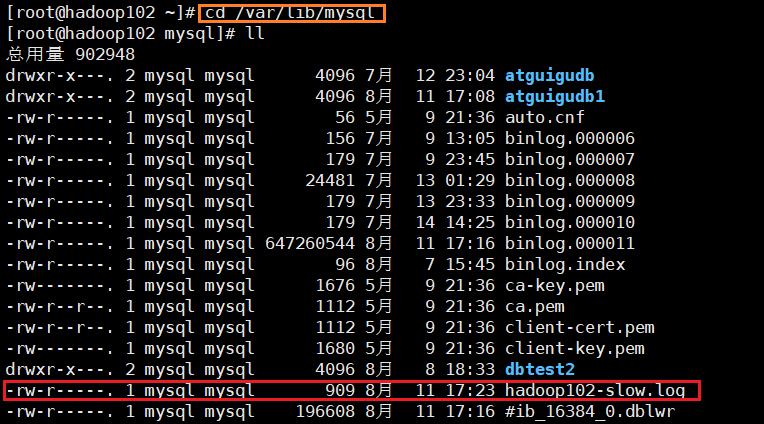 [root@hadoop102 ~]# cd /var/lib/mysql
[root@hadoop102 mysql]# ll
总用量 902948
drwxr-x---. 2 mysql mysql 4096 7月 12 23:04 atguigudb
drwxr-x---. 2 mysql mysql 4096 8月 11 17:08 atguigudb1
-rw-r-----. 1 mysql mysql 56 5月 9 21:36 auto.cnf
-rw-r-----. 1 mysql mysql 156 7月 9 13:05 binlog.000006
-rw-r-----. 1 mysql mysql 179 7月 9 23:45 binlog.000007
-rw-r-----. 1 mysql mysql 24481 7月 13 01:29 binlog.000008
-rw-r-----. 1 mysql mysql 179 7月 13 23:33 binlog.000009
-rw-r-----. 1 mysql mysql 179 7月 14 14:25 binlog.000010
-rw-r-----. 1 mysql mysql 647260544 8月 11 17:16 binlog.000011
-rw-r-----. 1 mysql mysql 96 8月 7 15:45 binlog.index
-rw-------. 1 mysql mysql 1676 5月 9 21:36 ca-key.pem
-rw-r--r--. 1 mysql mysql 1112 5月 9 21:36 ca.pem
-rw-r--r--. 1 mysql mysql 1112 5月 9 21:36 client-cert.pem
-rw-------. 1 mysql mysql 1680 5月 9 21:36 client-key.pem
drwxr-x---. 2 mysql mysql 4096 8月 8 18:33 dbtest2
-rw-r-----. 1 mysql mysql 909 8月 11 17:23 hadoop102-slow.log
-rw-r-----. 1 mysql mysql 196608 8月 11 17:16 #ib_16384_0.dblwr